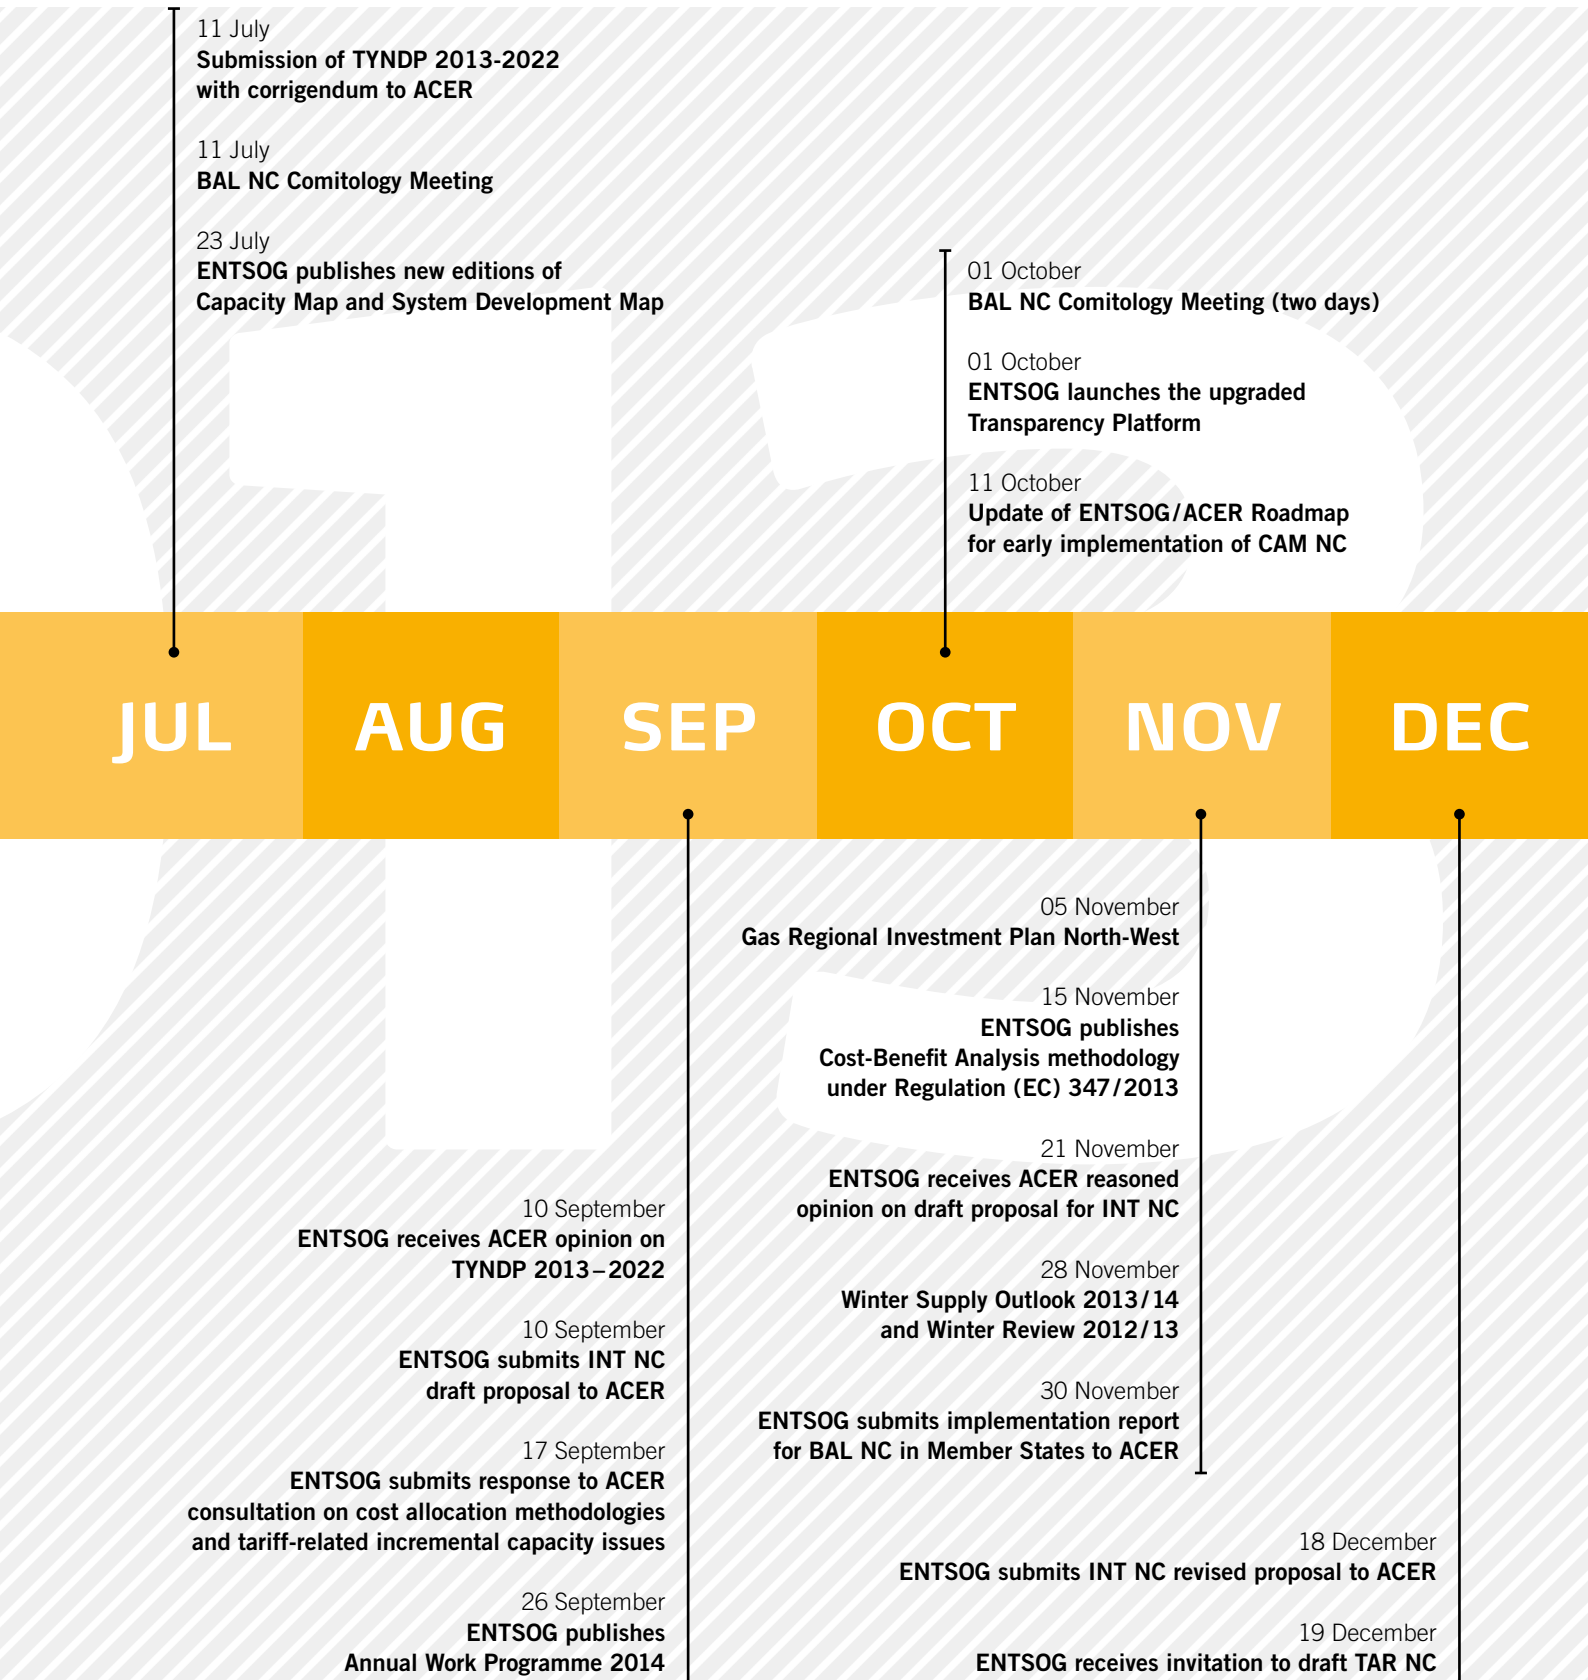 11 July
Submission of TYNDP 2013-2022
with corrigendum to ACER
11 July
BAL NC Comitology Meeting
23 July
ENTSOG publishes new editions of
Capacity Map and System Development Map
01 October
BAL NC Comitology Meeting (two days)
01 October
ENTSOG launches the upgraded
Transparency Platform
11 October
Update of ENTSOG/ACER Roadmap
for early implementation of CAM NC
JUL AUG SEP OCT NOV DEC
10 September
ENTSOG receives ACER opinion on
TYNDP 2013–2022
10 September
ENTSOG submits INT NC
draft proposal to ACER
17 September
ENTSOG submits response to ACER
consultation on cost allocation methodologies
and tariff-related incremental capacity issues
26 September
ENTSOG publishes
Annual Work Programme 2014
05 November
Gas Regional Investment Plan North-West
15 November
ENTSOG publishes
Cost-Benefit Analysis methodology
under Regulation (EC) 347/2013
21 November
ENTSOG receives ACER reasoned
opinion on draft proposal for INT NC
28 November
Winter Supply Outlook 2013/14
and Winter Review 2012/13
30 November
ENTSOG submits implementation report
for BAL NC in Member States to ACER
18 December
ENTSOG submits INT NC revised proposal to ACER
19 December
ENTSOG receives invitation to draft TAR NC